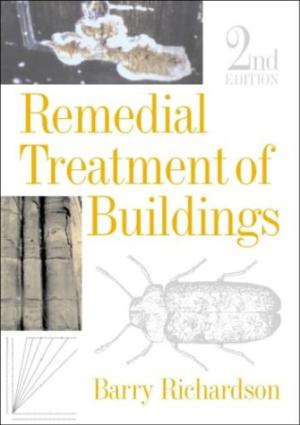 2nd
EDITION
Remedial
Treatment of
Buildings
Barry Richardson